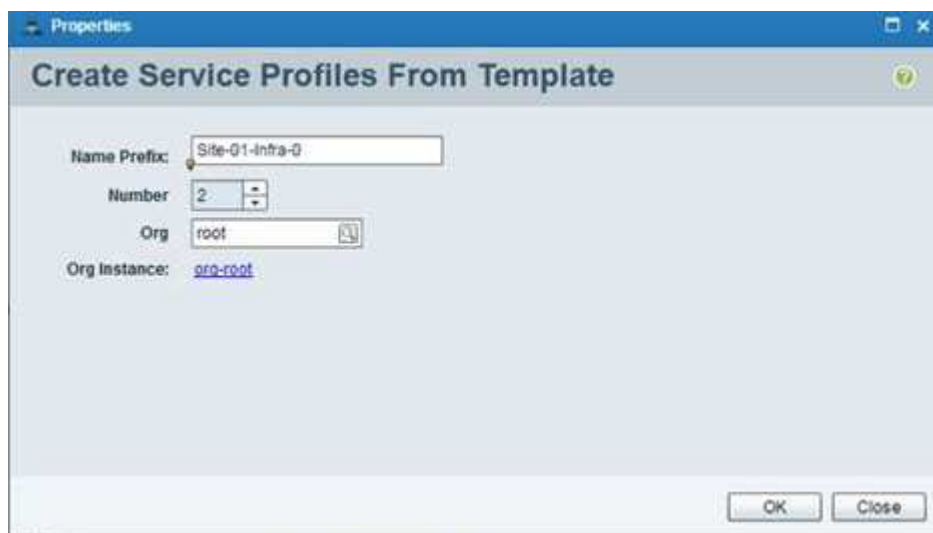 Properties
Create Service Profiles From Template
Name Prefix: Site-01-Infra-0
Number 2
Org root
Org Instance: org-root
OK Close